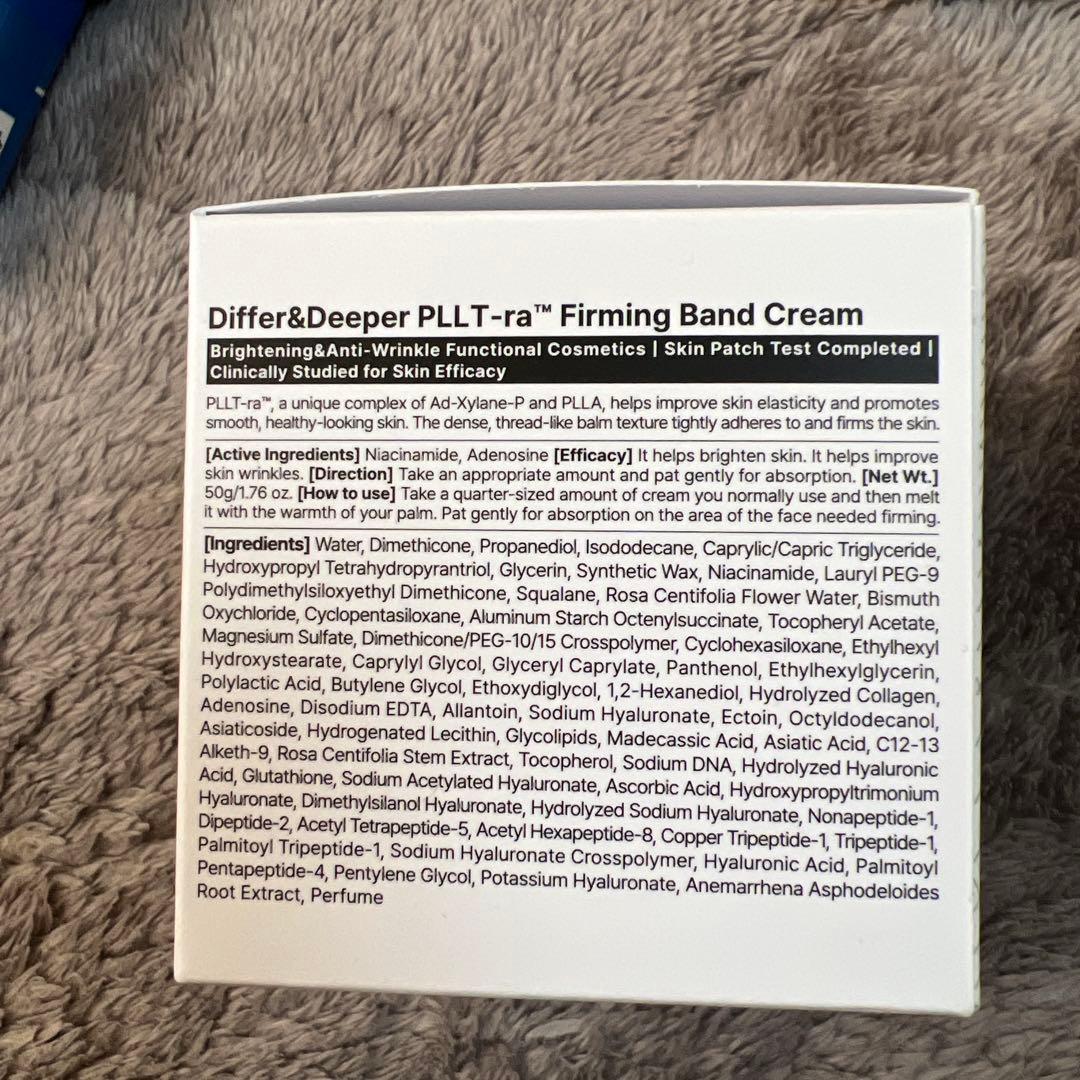 Differ&Deeper PLLT-ra™ Firming Band Cream
Brightening&Anti-Wrinkle Functional Cosmetics | Skin Patch Test Completed |
Clinically Studied for Skin Efficacy
PLLT-ra™, a unique complex of Ad-Xylane-P and PLLA, helps improve skin elasticity and promotes
smooth, healthy-looking skin. The dense, thread-like balm texture tightly adheres to and firms the skin.
[Active Ingredients] Niacinamide, Adenosine [Efficacy] It helps brighten skin. It helps improve
skin wrinkles. [Direction] Take an appropriate amount and pat gently for absorption. [Net Wt.]
50g/1.76 oz. [How to use] Take a quarter-sized amount of cream you normally use and then melt
it with the warmth of your palm. Pat gently for absorption on the area of the face needed firming.
[Ingredients] Water, Dimethicone, Propanediol, Isododecane, Caprylic/Capric Triglyceride,
Hydroxypropyl Tetrahydropyrantriol, Glycerin, Synthetic Wax, Niacinamide, Lauryl PEG-9
Polydimethylsiloxyethyl Dimethicone, Squalane, Rosa Centifolia Flower Water, Bismuth
Oxychloride, Cyclopentasiloxane, Aluminum Starch Octenylsuccinate, Tocopheryl Acetate,
Magnesium Sulfate, Dimethicone/PEG-10/15 Crosspolymer, Cyclohexasiloxane, Ethylhexyl
Hydroxystearate, Caprylyl Glycol, Glyceryl Caprylate, Panthenol, Ethylhexylglycerin,
Polylactic Acid, Butylene Glycol, Ethoxydiglycol, 1,2-Hexanediol, Hydrolyzed Collagen,
Adenosine, Disodium EDTA, Allantoin, Sodium Hyaluronate, Ectoin, Octyldodecanol,
Asiaticoside, Hydrogenated Lecithin, Glycolipids, Madecassic Acid, Asiatic Acid, C12-13
Alketh-9, Rosa Centifolia Stem Extract, Tocopherol, Sodium DNA, Hydrolyzed Hyaluronic
Acid, Glutathione, Sodium Acetylated Hyaluronate, Ascorbic Acid, Hydroxypropyltrimonium
Hyaluronate, Dimethylsilanol Hyaluronate, Hydrolyzed Sodium Hyaluronate, Nonapeptide-1,
Dipeptide-2, Acetyl Tetrapeptide-5, Acetyl Hexapeptide-8, Copper Tripeptide-1, Tripeptide-1,
Palmitoyl Tripeptide-1, Sodium Hyaluronate Crosspolymer, Hyaluronic Acid, Palmitoyl
Pentapeptide-4, Pentylene Glycol, Potassium Hyaluronate, Anemarrhena Asphodeloides
Root Extract, Perfume